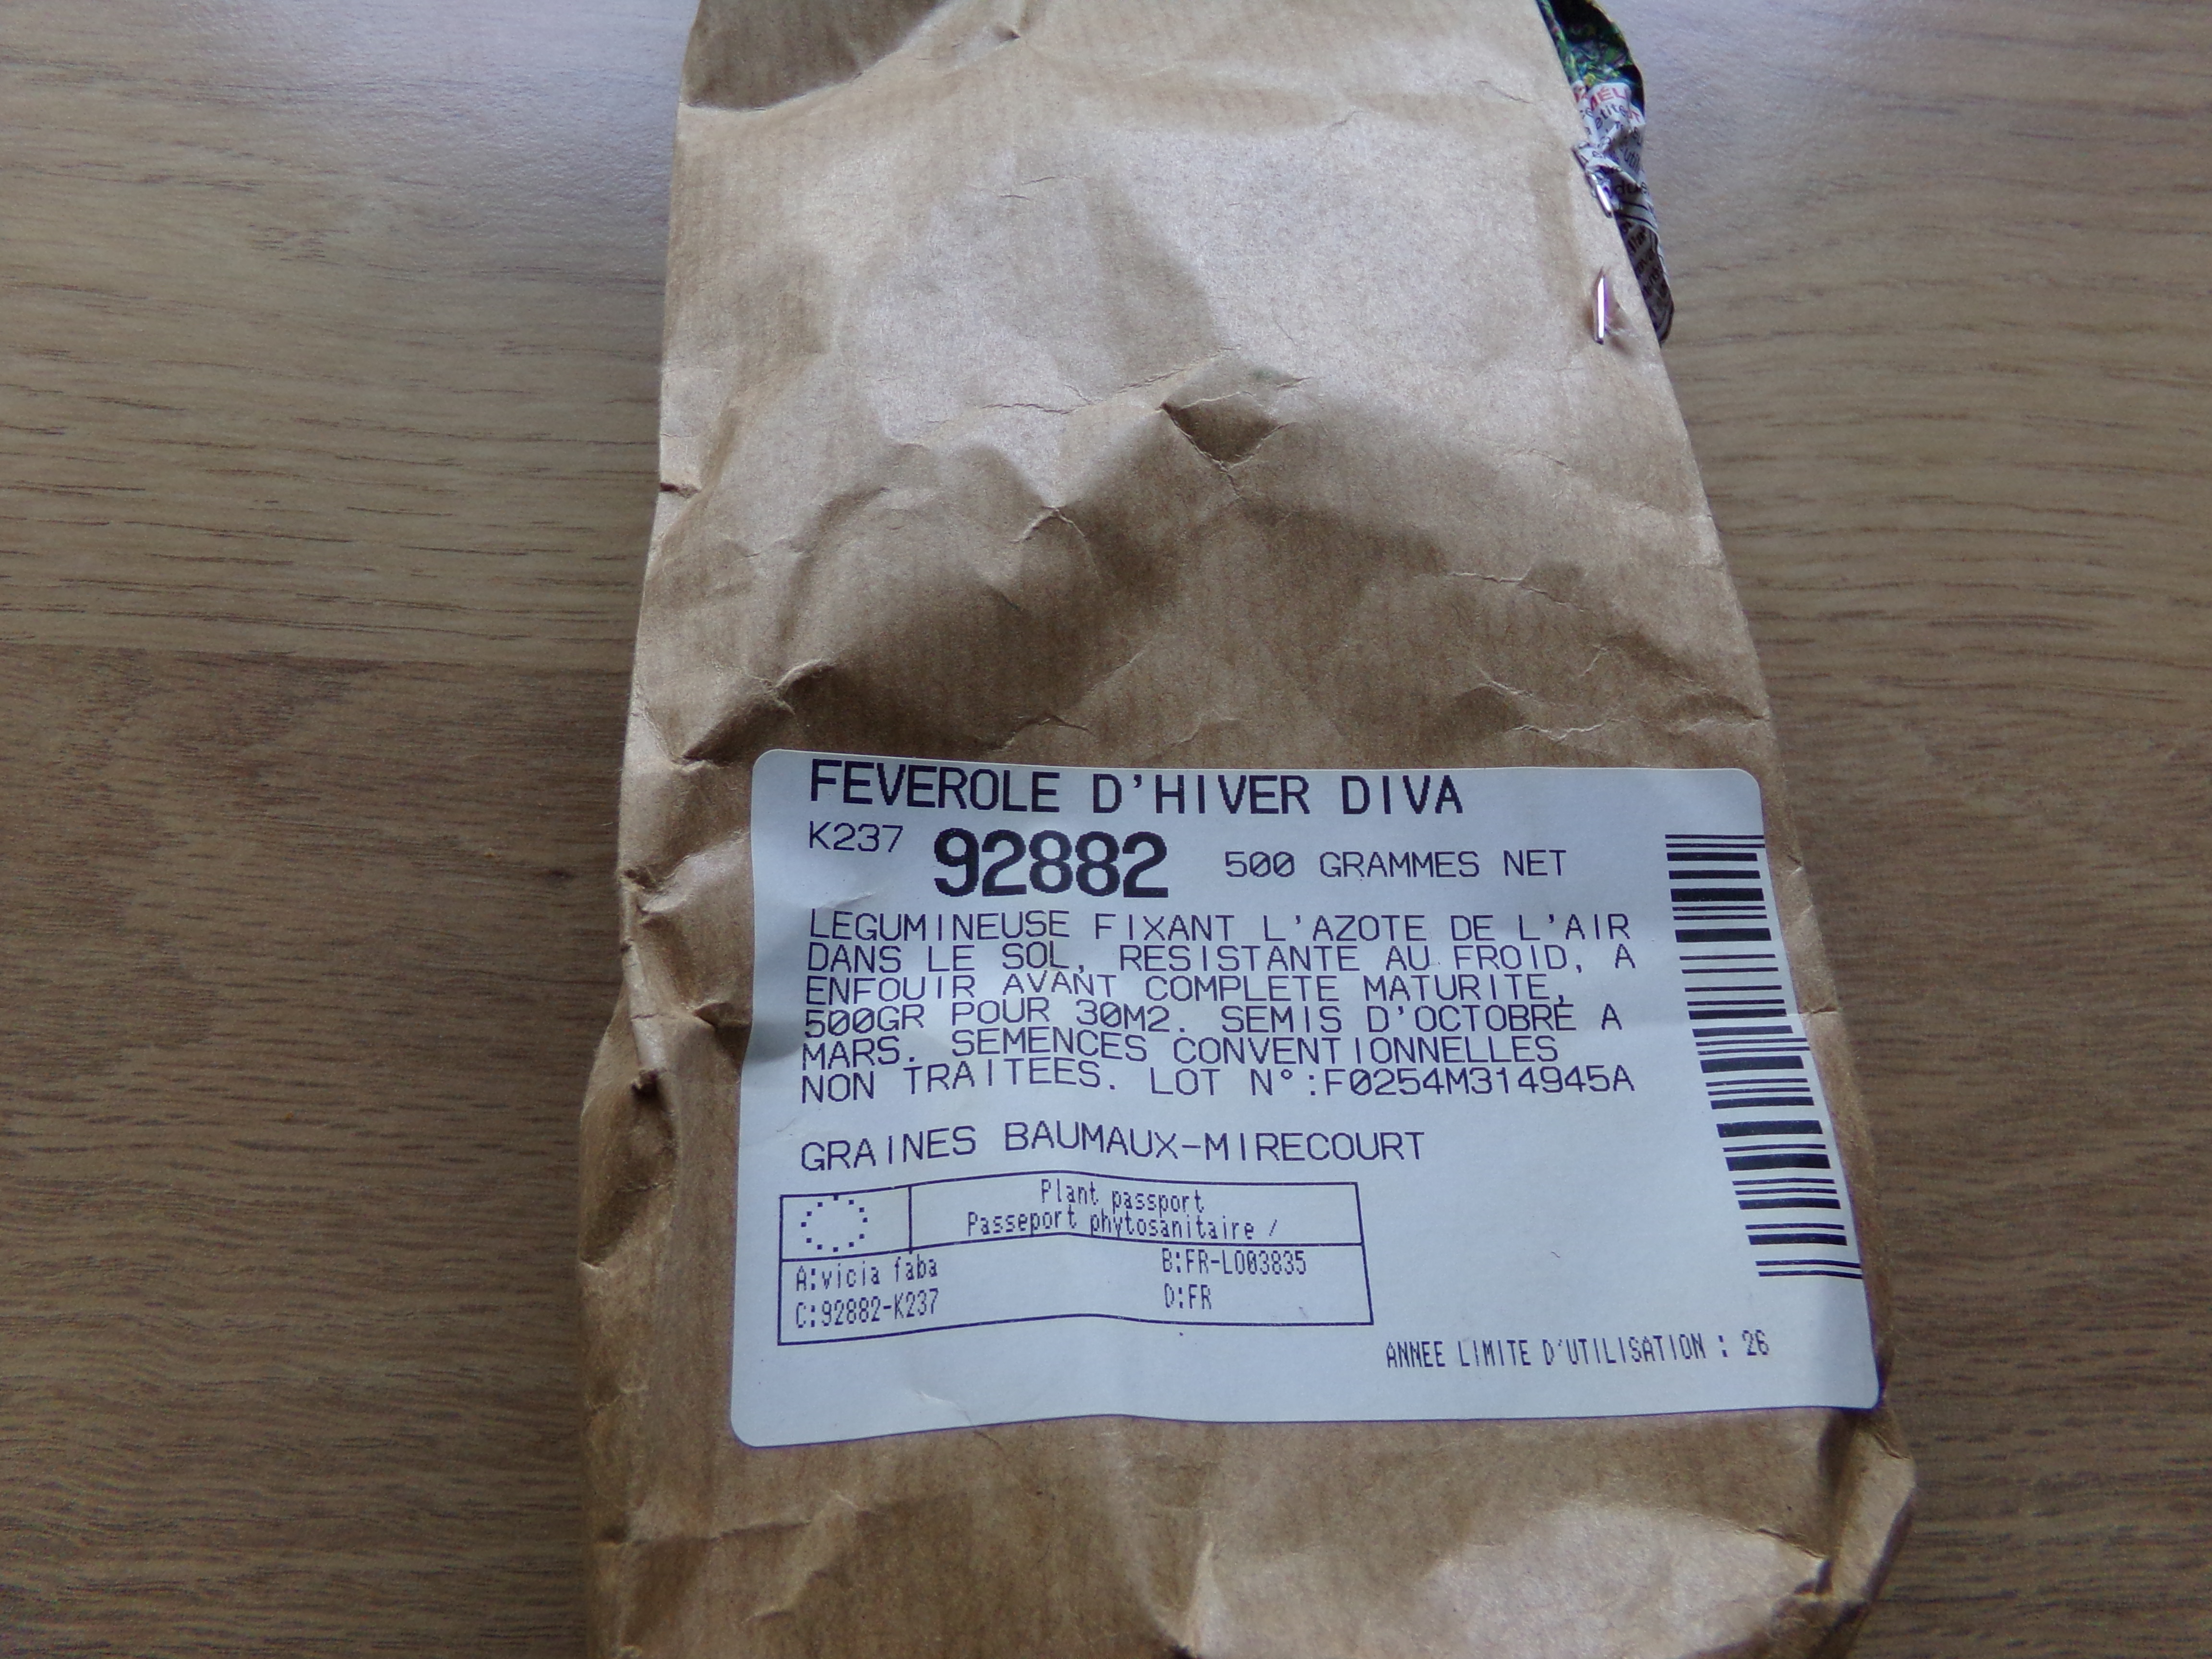 FEVEROLE D'HIVER DIVA
K237 92882 500 GRAMMES NET
LEGUMINEUSE FIXANT L'AZOTE DE L'AIR
DANS LE SOL, RESISTANTE AU FROID, A
ENFOUIR AVANT COMPLETE MATURITE,
500GR POUR 30M2. SEMIS D'OCTOBRE A
MARS. SEMENCES CONVENTIONNELLES
NON TRAITEES. LOT N°:F0254M314945A
GRAINES BAUMAUX-MIRECOURT
Plant passport
Passeport phytosanitaire /
A:vicia faba B:FR-LO03835
C:92882-K237 D:FR
ANNEE LIMITE D'UTILISATION : 26